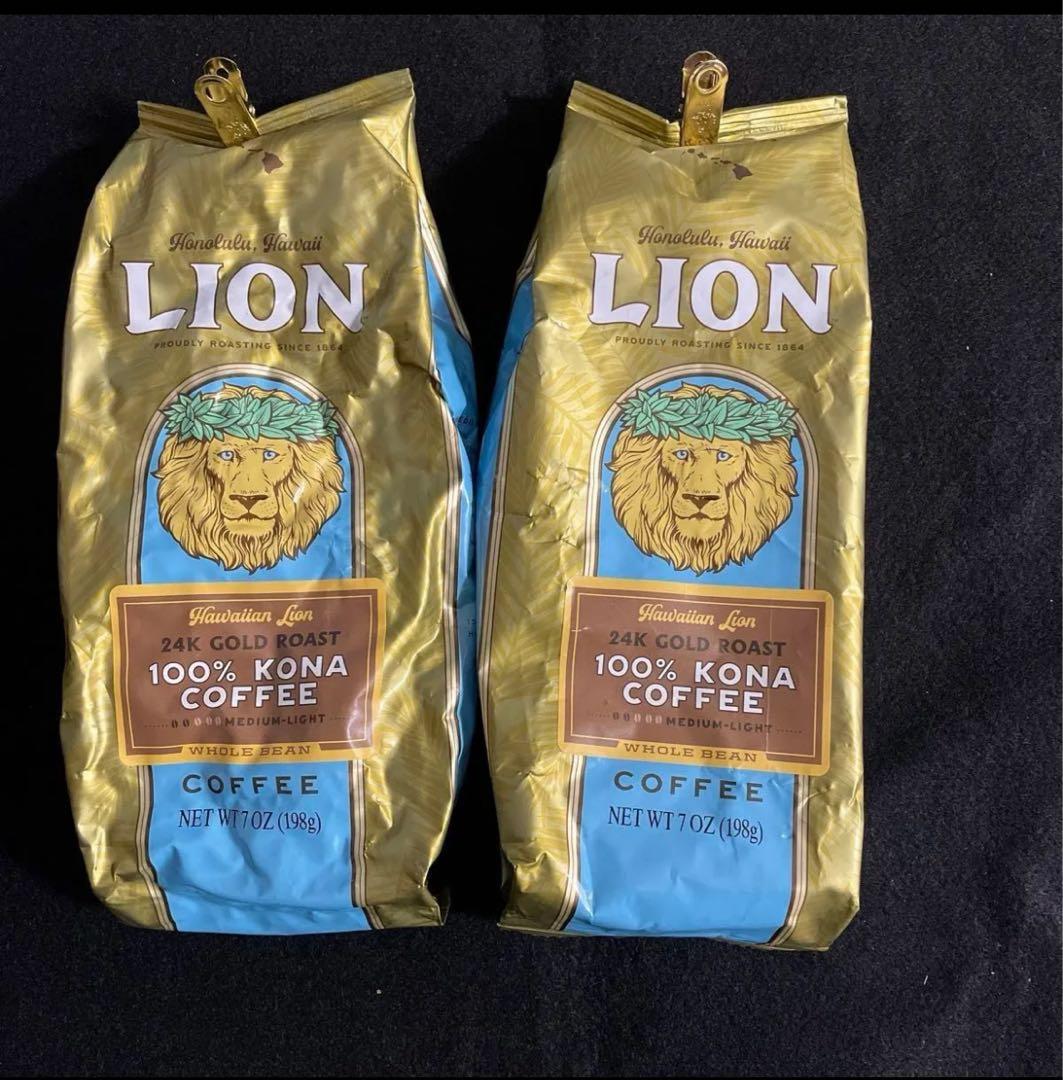 Honolulu, Hawaii
LION
PROUDLY ROASTING SINCE 1864
Hawaiian Lion
24K GOLD ROAST
100% KONA
COFFEE
MEDIUM-LIGHT
WHOLE BEAN
COFFEE
NET WT 7 OZ (198g)
Honolulu, Hawaii
LION
PROUDLY ROASTING SINCE 1864
Hawaiian Lion
24K GOLD ROAST
100% KONA
COFFEE
MEDIUM-LIGHT
WHOLE BEAN
COFFEE
NET WT 7 OZ (198g)